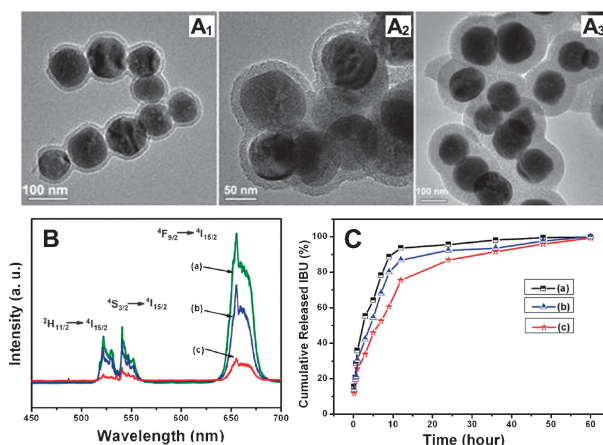 A₁
100 nm
A₂
50 nm
A₃
100 nm
B
⁴F₉/₂ → ⁴I₁₅/₂
(a)
⁴S₃/₂ → ⁴I₁₅/₂
(b)
²H₁₁/₂ → ⁴I₁₅/₂
(c)
Intensity (a. u.)
450 500 550 600 650 700
Wavelength (nm)
C
100
80
60
40
20
0
(a)
(b)
(c)
Cumulative Released IBU (%)
0 10 20 30 40 50 60
Time (hour)